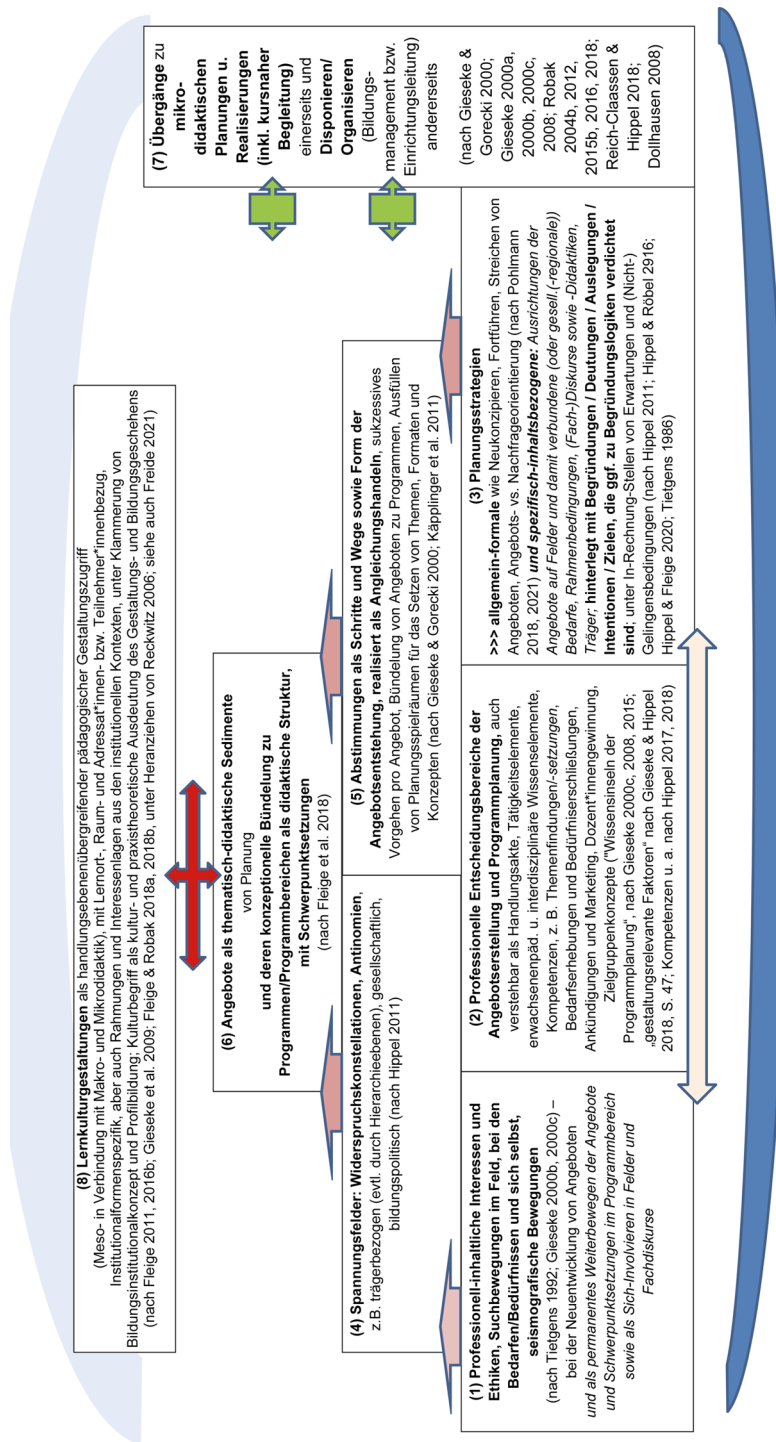 (8) Lernkulturgestaltungen als handlungsebenenübergreifender pädagogischer Gestaltungszugriff
(Meso- in Verbindung mit Makro- und Mikrodidaktik), mit Lernort-, Raum- und Adressat*innen- bzw. Teilnehmer*innenbezug,
Institutionalformenspezifik, aber auch Rahmungen und Interessenlagen aus den institutionellen Kontexten, unter Klammerung von
Bildungsinstitutionalkonzept und Profilbildung; Kulturbegriff als kultur- und praxistheoretische Ausdeutung des Gestaltungs- und Bildungsgeschehens
(nach Fleige 2011, 2016b; Gieseke et al. 2009; Fleige & Robak 2018a. 2018b, unter Heranziehen von Reckwitz 2006; siehe auch Freide 2021)
(6) Angebote als thematisch-didaktische Sedimente
von Planung
und deren konzeptionelle Bündelung zu
Programmen/Programmbereichen als didaktische Struktur,
mit Schwerpunktsetzungen
(nach Fleige et al. 2018)
(4) Spannungsfelder: Widerspruchskonstellationen, Antinomien,
z.B. trägerbezogen (evtl. durch Hierarchieebenen), gesellschaftlich,
bildungspolitisch (nach Hippel 2011)
(5) Abstimmungen als Schritte und Wege sowie Form der
Angebotsentstehung, realisiert als Angleichungshandeln, sukzessives
Vorgehen pro Angebot, Bündelung von Angeboten zu Programmen, Ausfüllen
von Planungsspielräumen für das Setzen von Themen, Formaten und
Konzepten (nach Gieseke & Gorecki 2000; Käpplinger et al. 2011)
(1) Professionell-inhaltliche Interessen und
Ethiken, Suchbewegungen im Feld, bei den
Bedarfen/Bedürfnissen und sich selbst,
seismografische Bewegungen
(nach Tietgens 1992; Gieseke 2000b, 2000c) –
bei der Neuentwicklung von Angeboten
und als permanentes Weiterbewegen der Angebote
und Schwerpunktsetzungen im Programmbereich
sowie als Sich-Involvieren in Felder und
Fachdiskurse
(2) Professionelle Entscheidungsbereiche der
Angebotserstellung und Programmplanung, auch
verstehbar als Handlungsakte, Tätigkeitselemente,
erwachsenenpäd. u. interdisziplinäre Wissenselemente,
Kompetenzen, z. B. Themenfindungen/-setzungen,
Bedarfserhebungen und Bedürfniserschließungen,
Ankündigungen und Marketing, Dozent*innengewinnung,
Zielgruppenkonzepte ("Wissensinseln der
Programmplanung", nach Gieseke 2000c, 2008, 2015;
„gestaltungsrelevante Faktoren" nach Gieseke & Hippel
2018, S. 47; Kompetenzen u. a. nach Hippel 2017, 2018)
(3) Planungsstrategien
>>> allgemein-formale wie Neukonzipieren, Fortführen, Streichen von
Angeboten, Angebots- vs. Nachfrageorientierung (nach Pohlmann
2018, 2021) und spezifisch-inhaltsbezogene: Ausrichtungen der
Angebote auf Felder und damit verbundene (oder gesell.(-regionale))
Bedarfe, Rahmenbedingungen, (Fach-)Diskurse sowie -Didaktiken,
Träger; hinterlegt mit Begründungen / Deutungen / Auslegungen /
Intentionen / Zielen, die ggf. zu Begründungslogiken verdichtet
sind; unter In-Rechnung-Stellen von Erwartungen und (Nicht-)
Gelingensbedingungen (nach Hippel 2011; Hippel & Röbel 2916;
Hippel & Fleige 2020; Tietgens 1986)
(7) Übergänge zu
mikro-
didaktischen
Planungen u.
Realisierungen
(inkl. kursnaher
Begleitung)
einerseits und
Disponieren/
Organisieren
(Bildungs-
management bzw.
Einrichtungsleitung)
andererseits
(nach Gieseke &
Gorecki 2000;
Gieseke 2000a,
2000b, 2000c,
2008; Robak
2004b, 2012,
2015b, 2016, 2018;
Reich-Claassen &
Hippel 2018;
Dollhausen 2008)